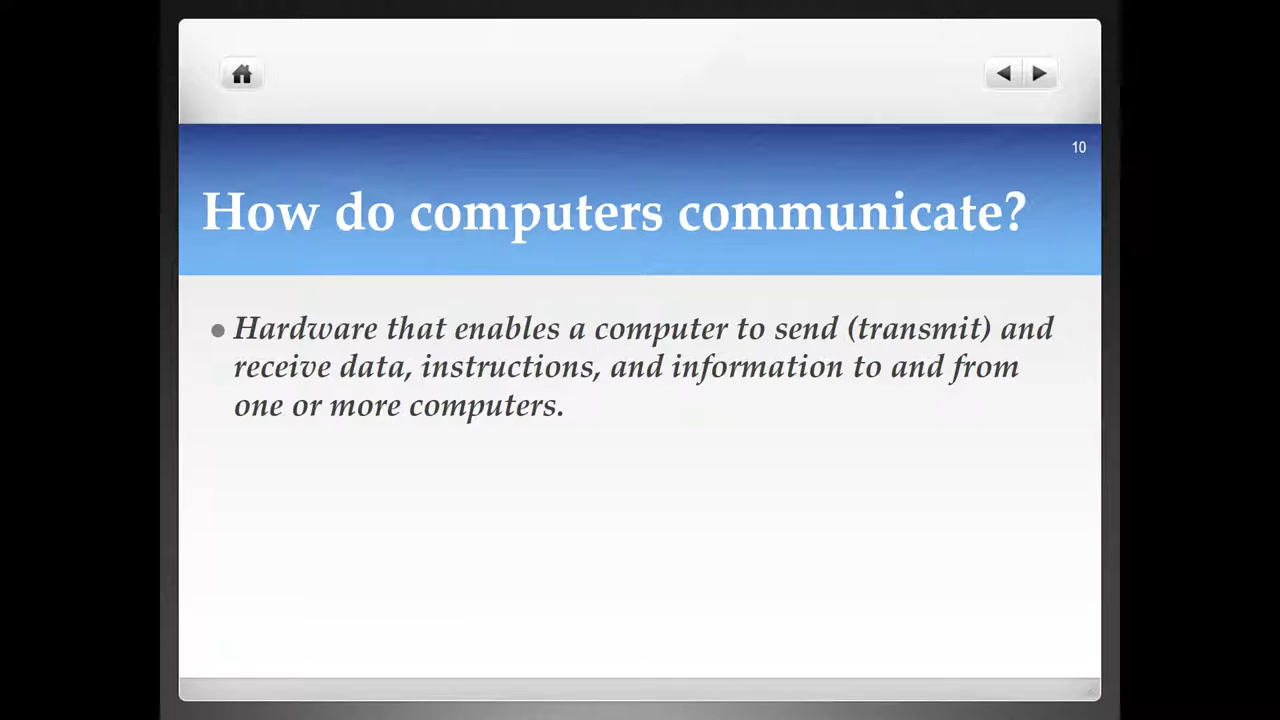 10
How do computers communicate?
● Hardware that enables a computer to send (transmit) and
receive data, instructions, and information to and from
one or more computers.